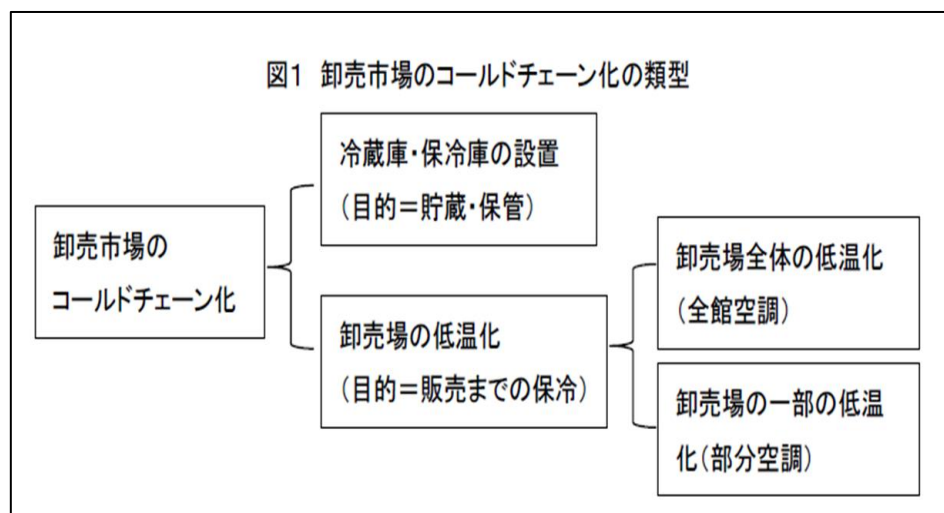 図1 卸売市場のコールドチェーン化の類型
冷蔵庫・保冷庫の設置
(目的＝貯蔵・保管)
卸売市場の
コールドチェーン化
卸売場の低温化
(目的＝販売までの保冷)
卸売場全体の低温化
(全館空調)
卸売場の一部の低温
化(部分空調)